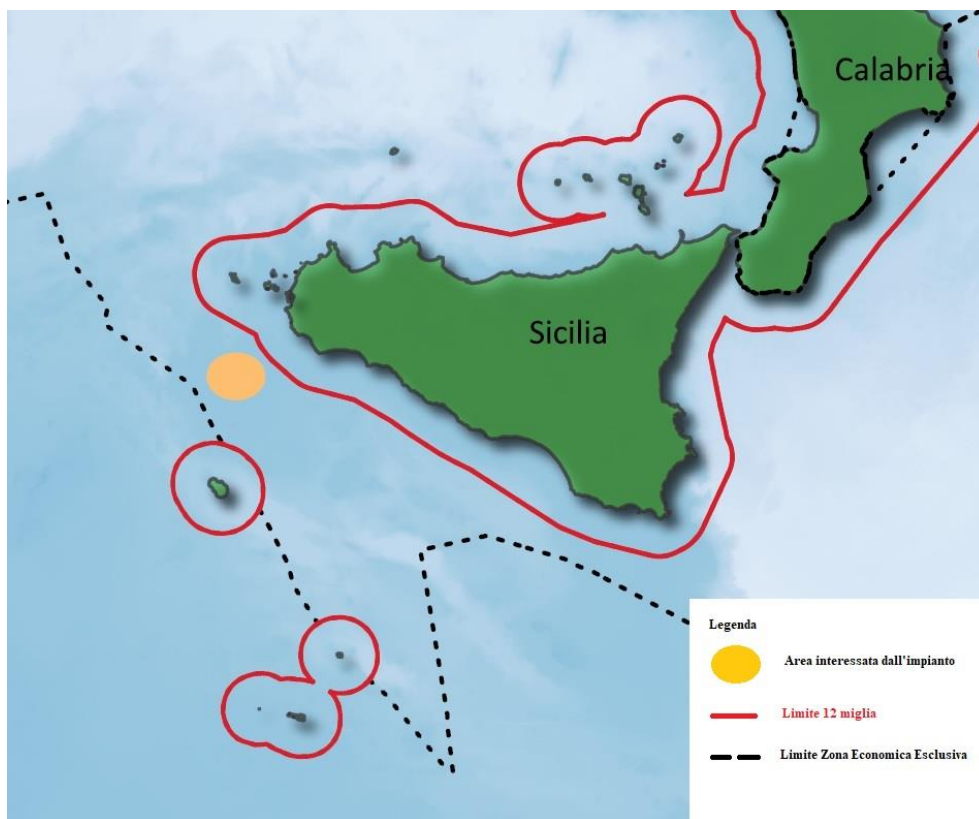 Calabria
Sicilia
Legenda
Area interessata dall'impianto
Limite 12 miglia
Limite Zona Economica Esclusiva